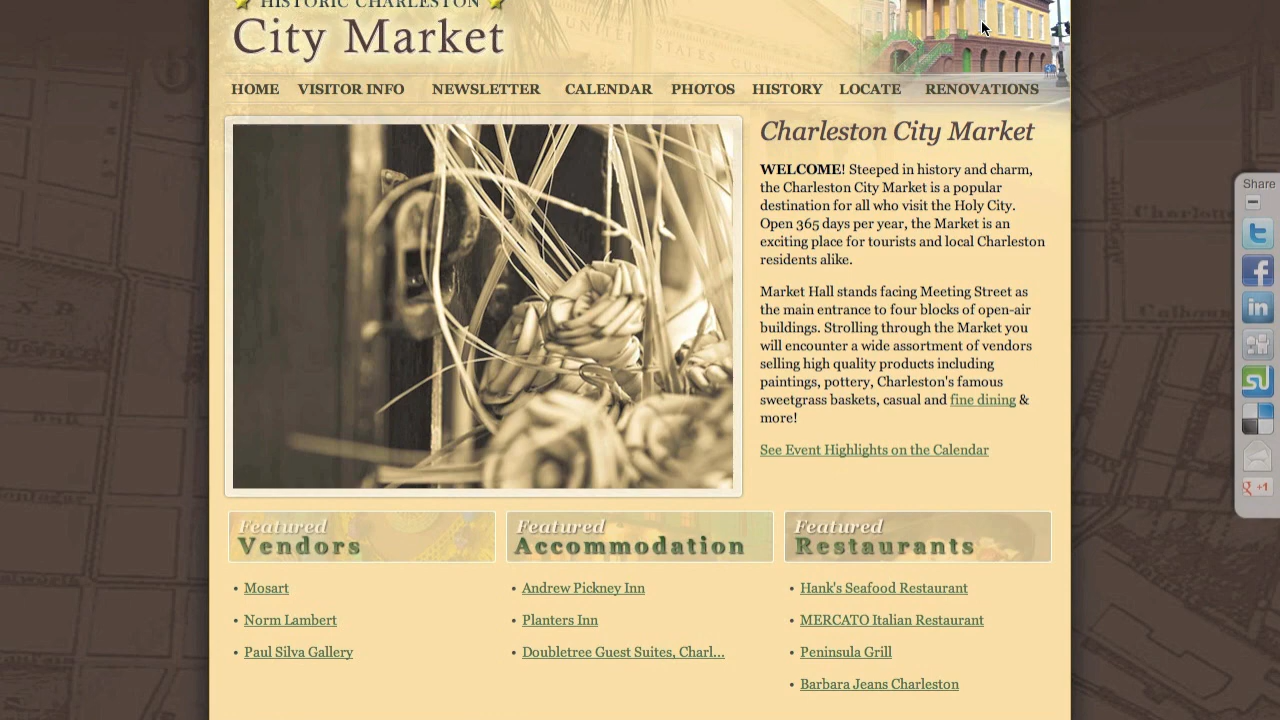 HISTORIC CHARLESTON
City Market
UNITED STATES CUSTOM
HOME VISITOR INFO NEWSLETTER CALENDAR PHOTOS HISTORY LOCATE RENOVATIONS
Charleston City Market
WELCOME! Steeped in history and charm,
the Charleston City Market is a popular
destination for all who visit the Holy City.
Open 365 days per year, the Market is an
exciting place for tourists and local Charleston
residents alike.
Market Hall stands facing Meeting Street as
the main entrance to four blocks of open-air
buildings. Strolling through the Market you
will encounter a wide assortment of vendors
selling high quality products including
paintings, pottery, Charleston's famous
sweetgrass baskets, casual and fine dining &
more!
See Event Highlights on the Calendar
Share
+1
Featured
Vendors
• Mosart
• Norm Lambert
• Paul Silva Gallery
Featured
Accommodation
• Andrew Pickney Inn
• Planters Inn
• Doubletree Guest Suites, Charl...
Featured
Restaurants
• Hank's Seafood Restaurant
• MERCATO Italian Restaurant
• Peninsula Grill
• Barbara Jeans Charleston